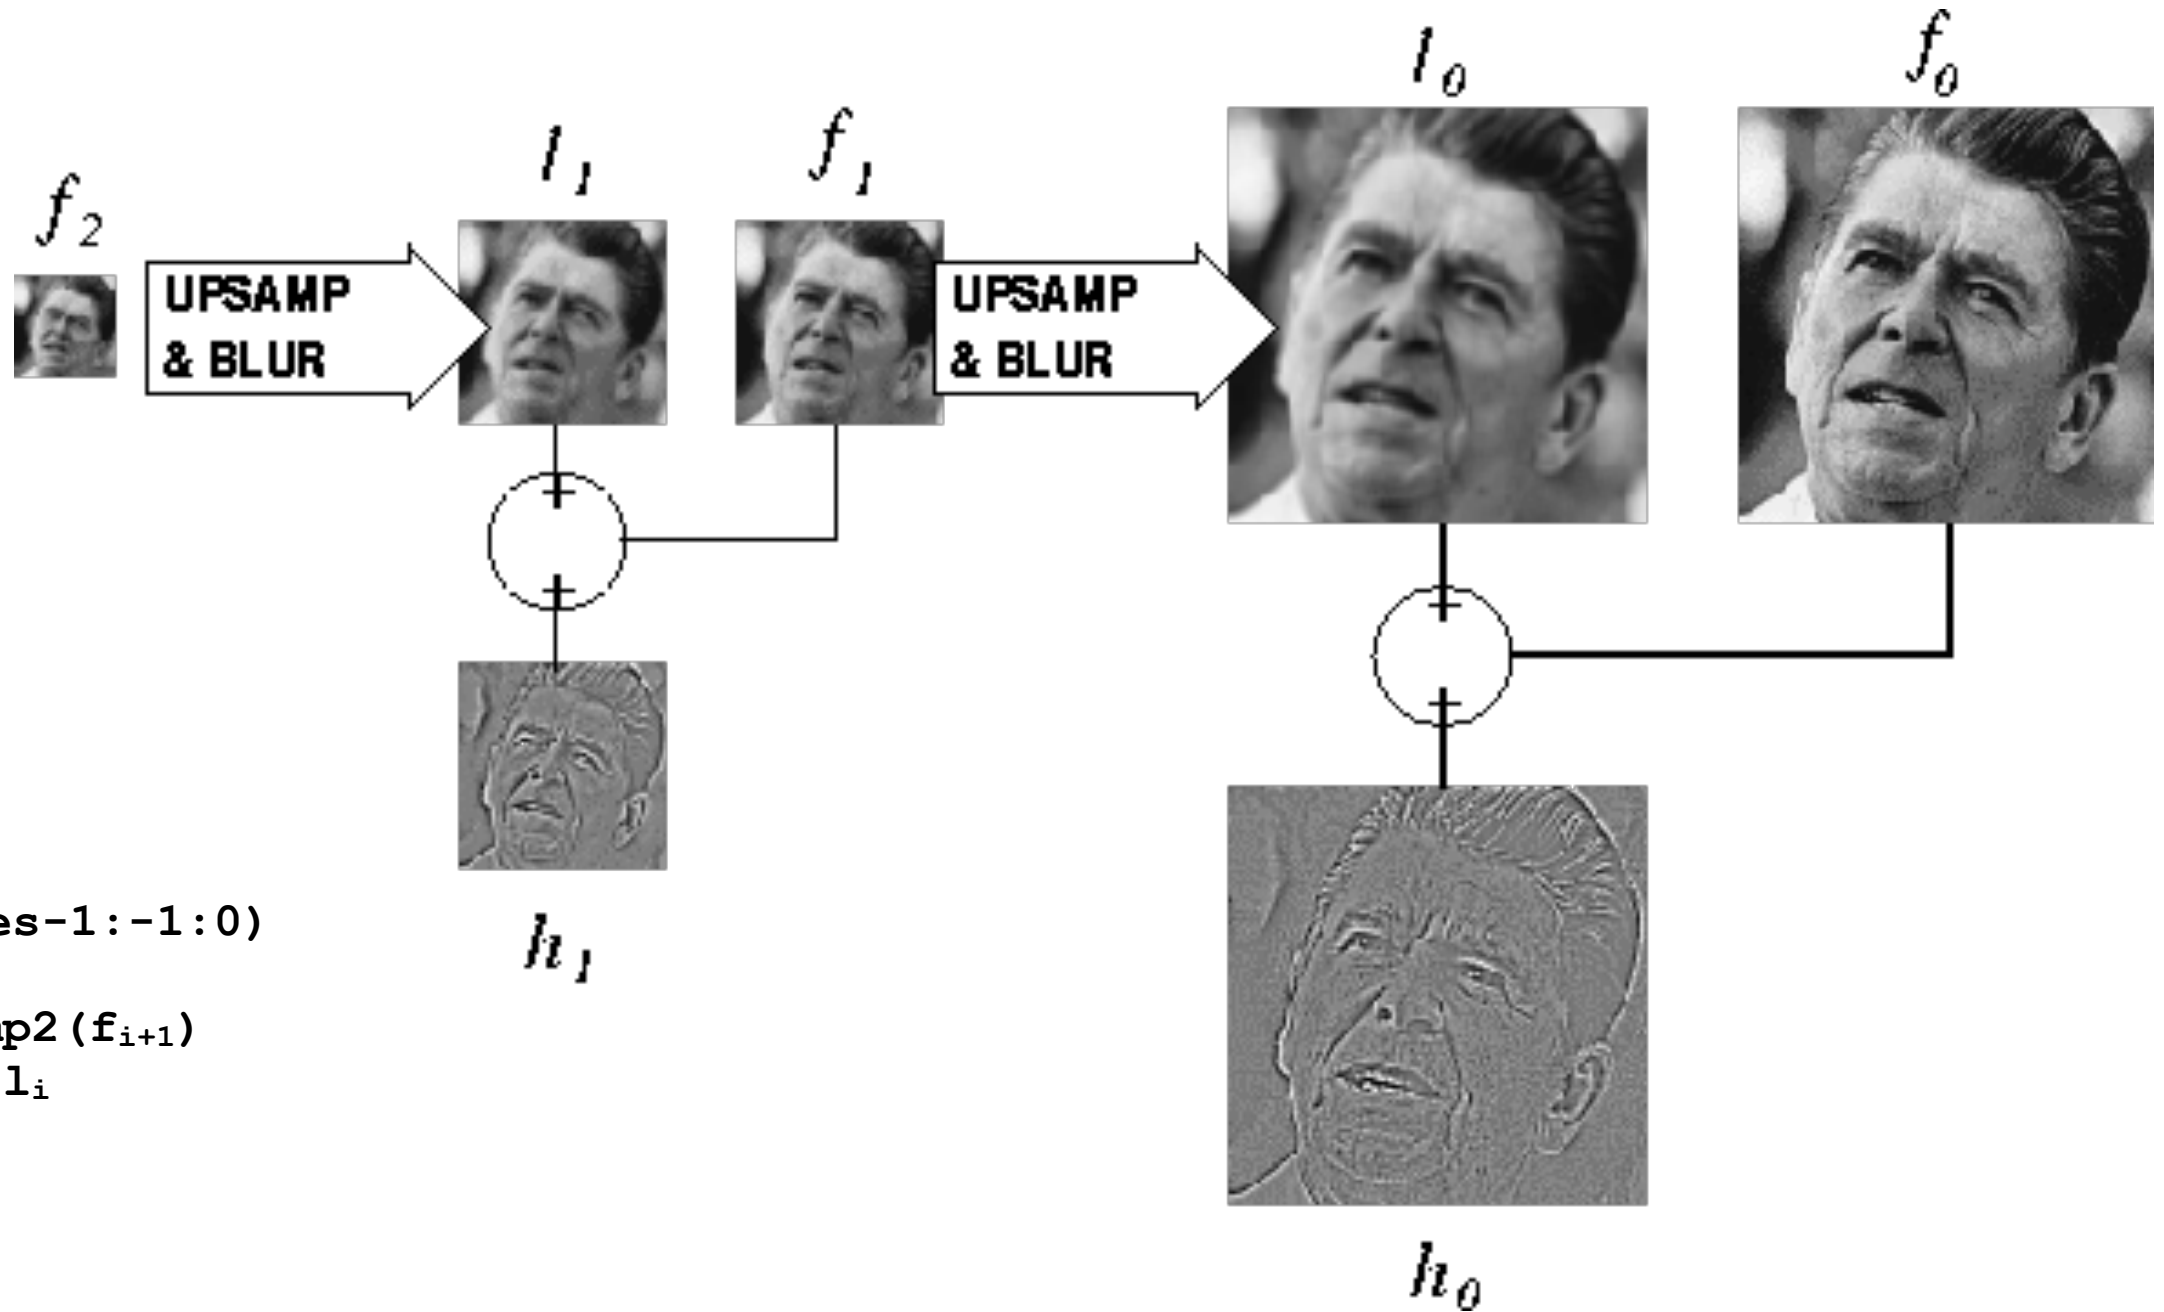 l₀
f₀
l₁
f₁
f₂
UPSAMP
& BLUR
UPSAMP
& BLUR
+
+
+
+
h₁
es-1:-1:0)
p2(fᵢ₊₁)
lᵢ
h₀